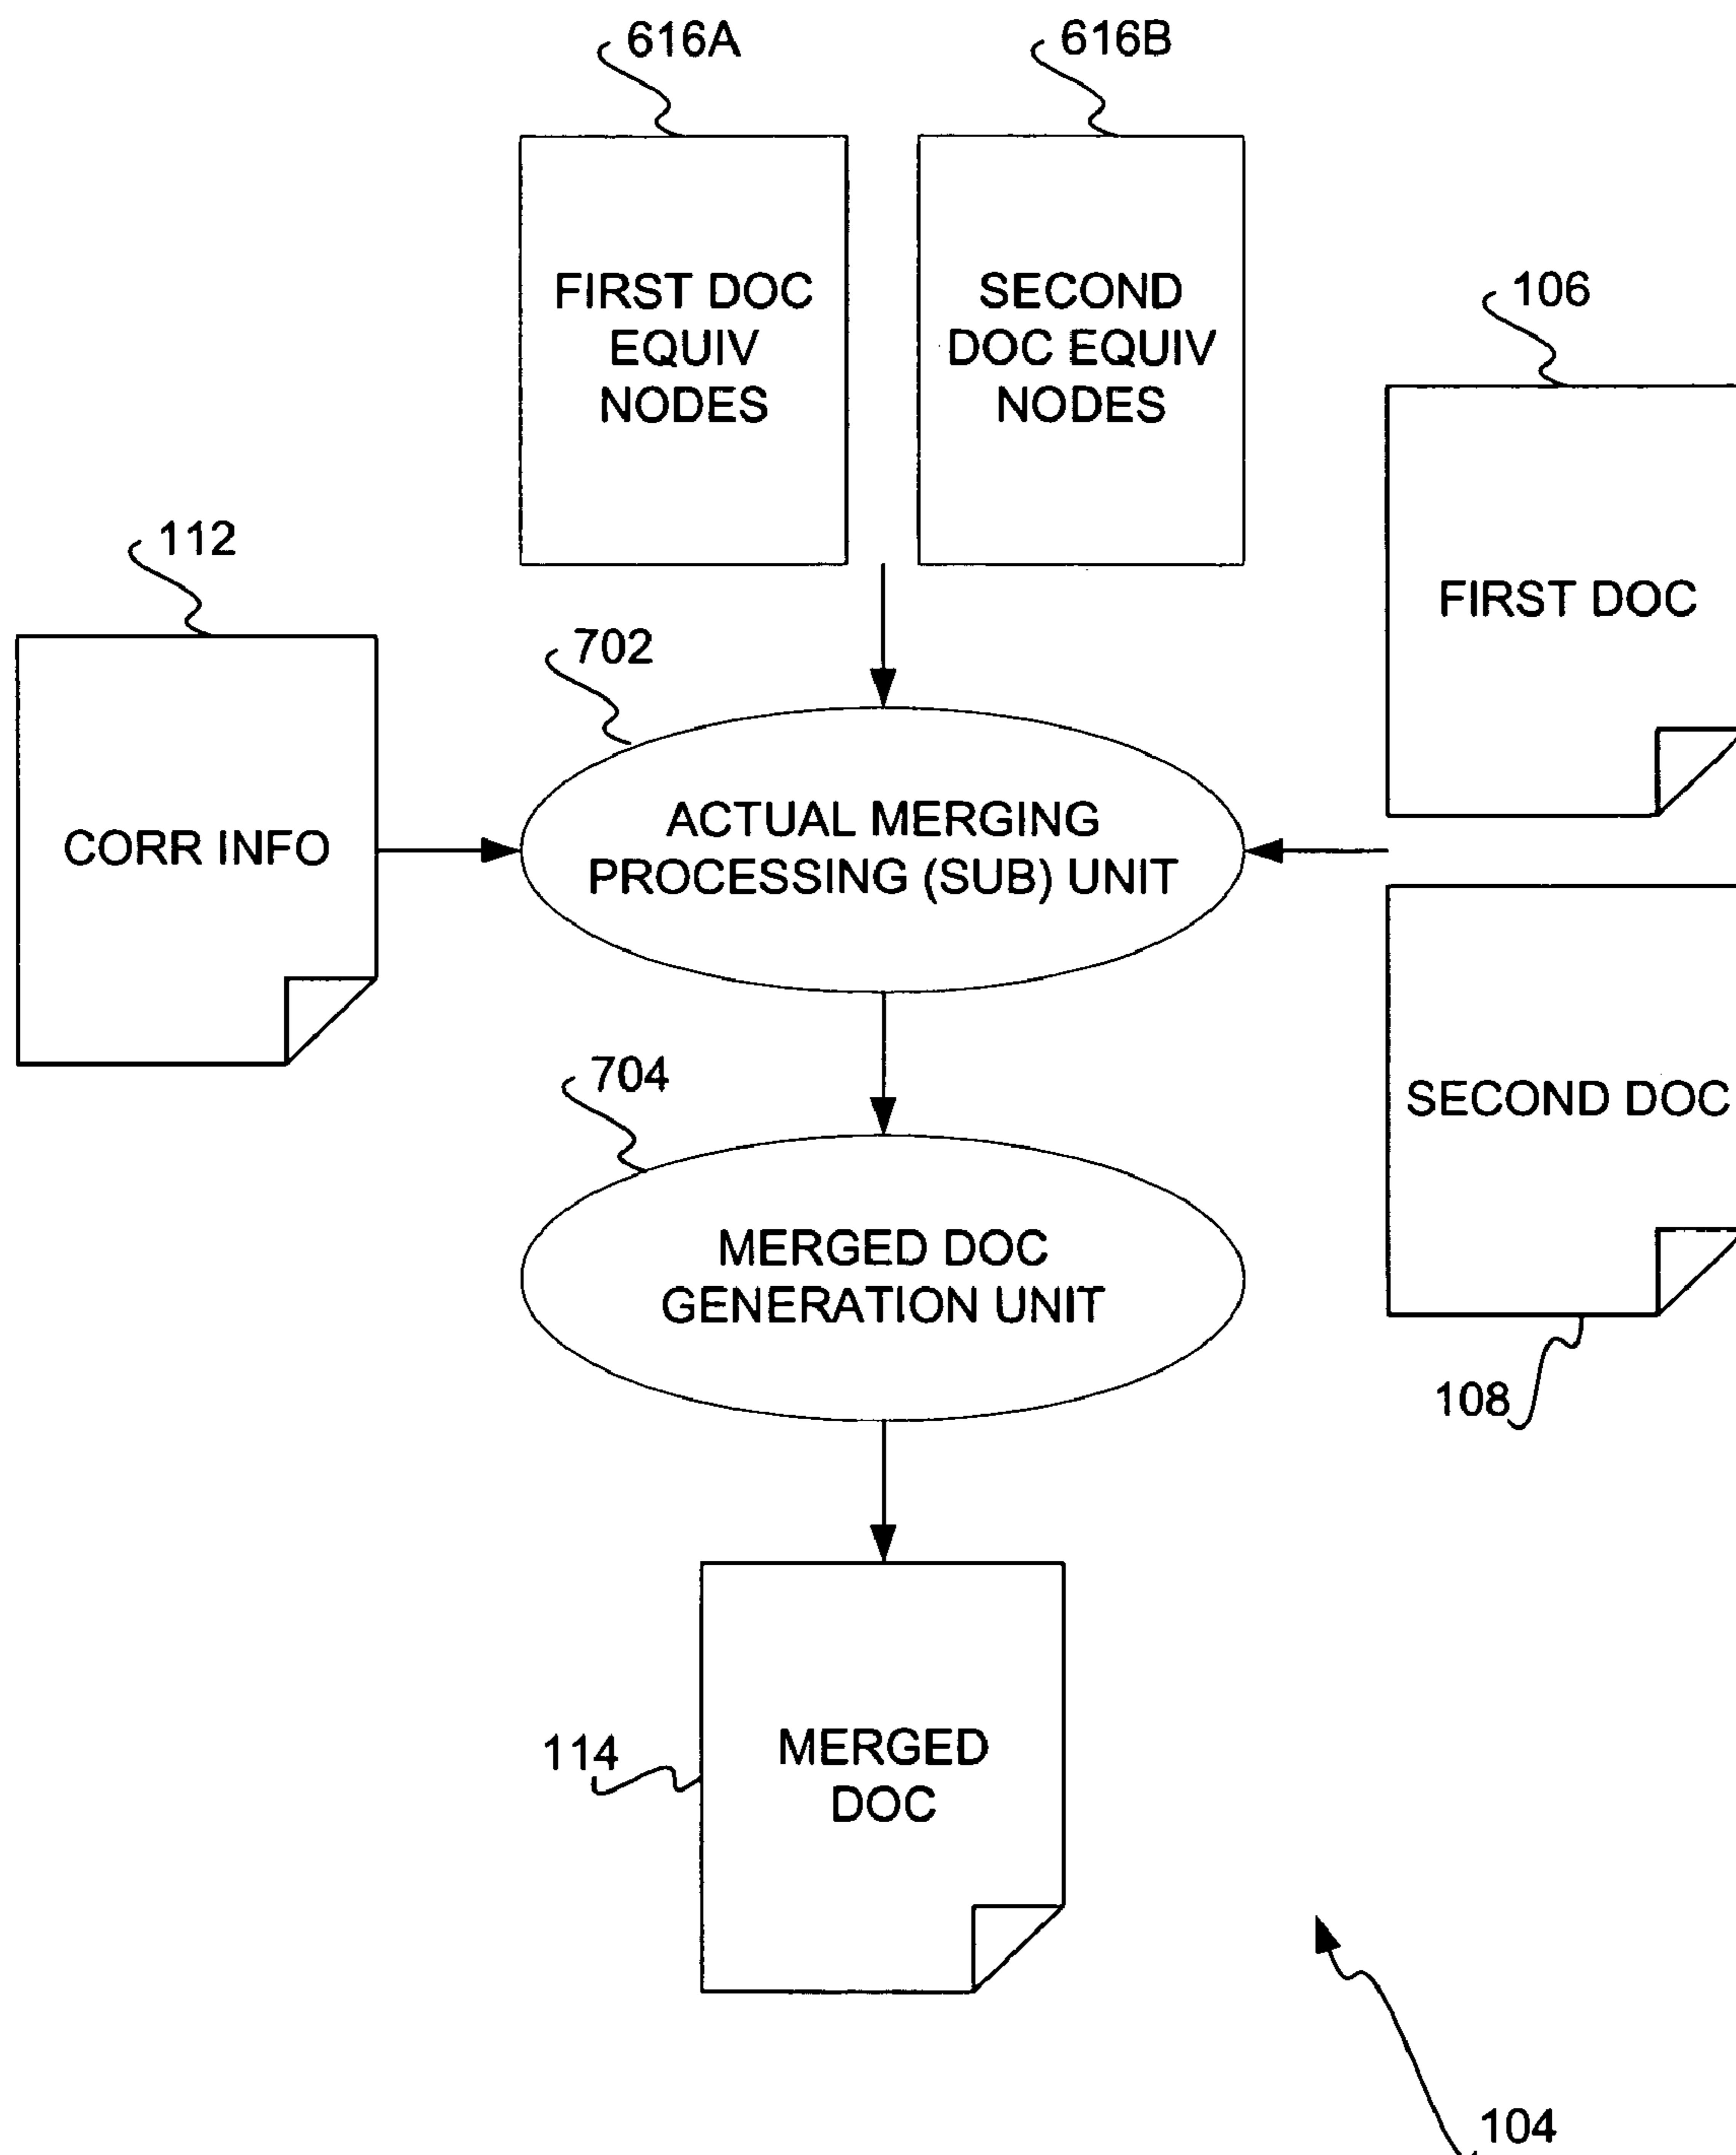 616A
616B
FIRST DOC
EQUIV
NODES
SECOND
DOC EQUIV
NODES
106
FIRST DOC
112
CORR INFO
702
ACTUAL MERGING
PROCESSING (SUB) UNIT
SECOND DOC
108
704
MERGED DOC
GENERATION UNIT
114
MERGED
DOC
104